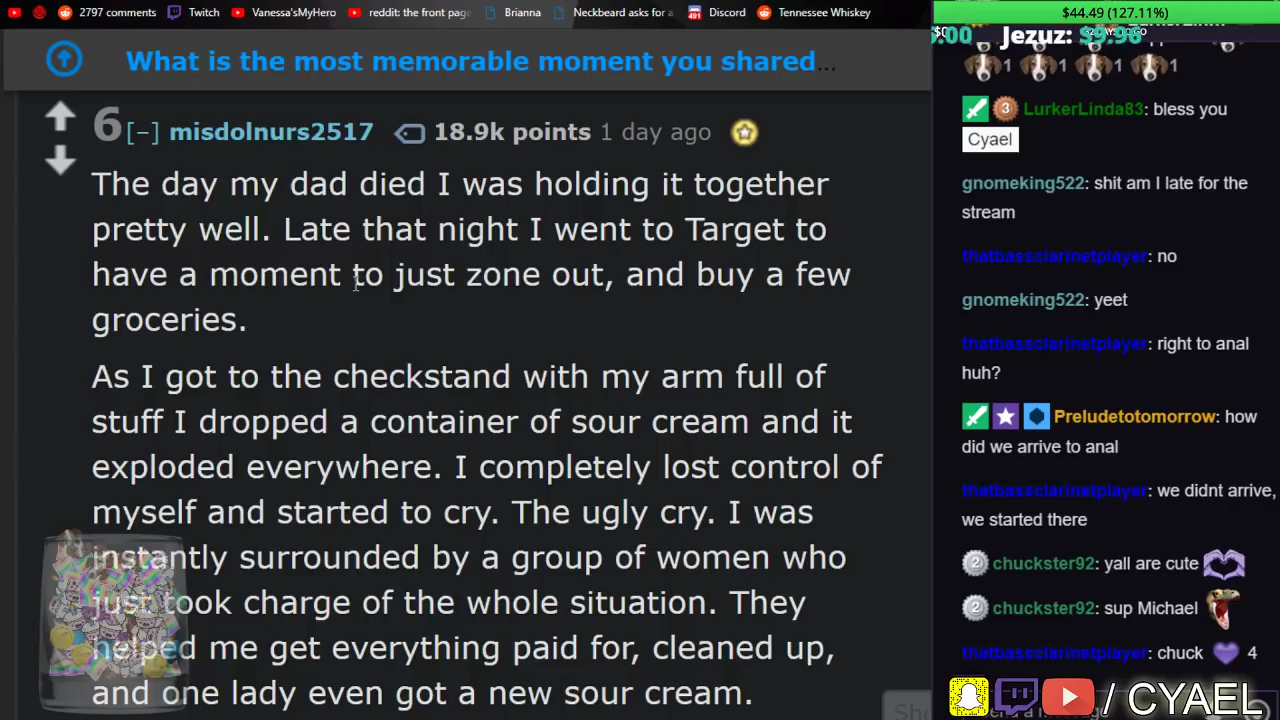 2797 comments
Twitch
Vanessa'sMyHero
reddit: the front page
Brianna
Neckbeard asks for a
Discord
Tennessee Whiskey
What is the most memorable moment you shared...
6 [–] misdolnurs2517 18.9k points 1 day ago
The day my dad died I was holding it together
pretty well. Late that night I went to Target to
have a moment to just zone out, and buy a few
groceries.
As I got to the checkstand with my arm full of
stuff I dropped a container of sour cream and it
exploded everywhere. I completely lost control of
myself and started to cry. The ugly cry. I was
instantly surrounded by a group of women who
just took charge of the whole situation. They
helped me get everything paid for, cleaned up,
and one lady even got a new sour cream.
$44.49 (127.11%)
Jezuz: $9.98
1 1 1 1
3 LurkerLinda83: bless you
Cyael
gnomeking522: shit am I late for the
stream
thatbassclarinetplayer: no
gnomeking522: yeet
thatbassclarinetplayer: right to anal
huh?
Preludetotomorrow: how
did we arrive to anal
thatbassclarinetplayer: we didnt arrive,
we started there
2 chuckster92: yall are cute
2 chuckster92: sup Michael
thatbassclarinetplayer: chuck 4
/ CYAEL